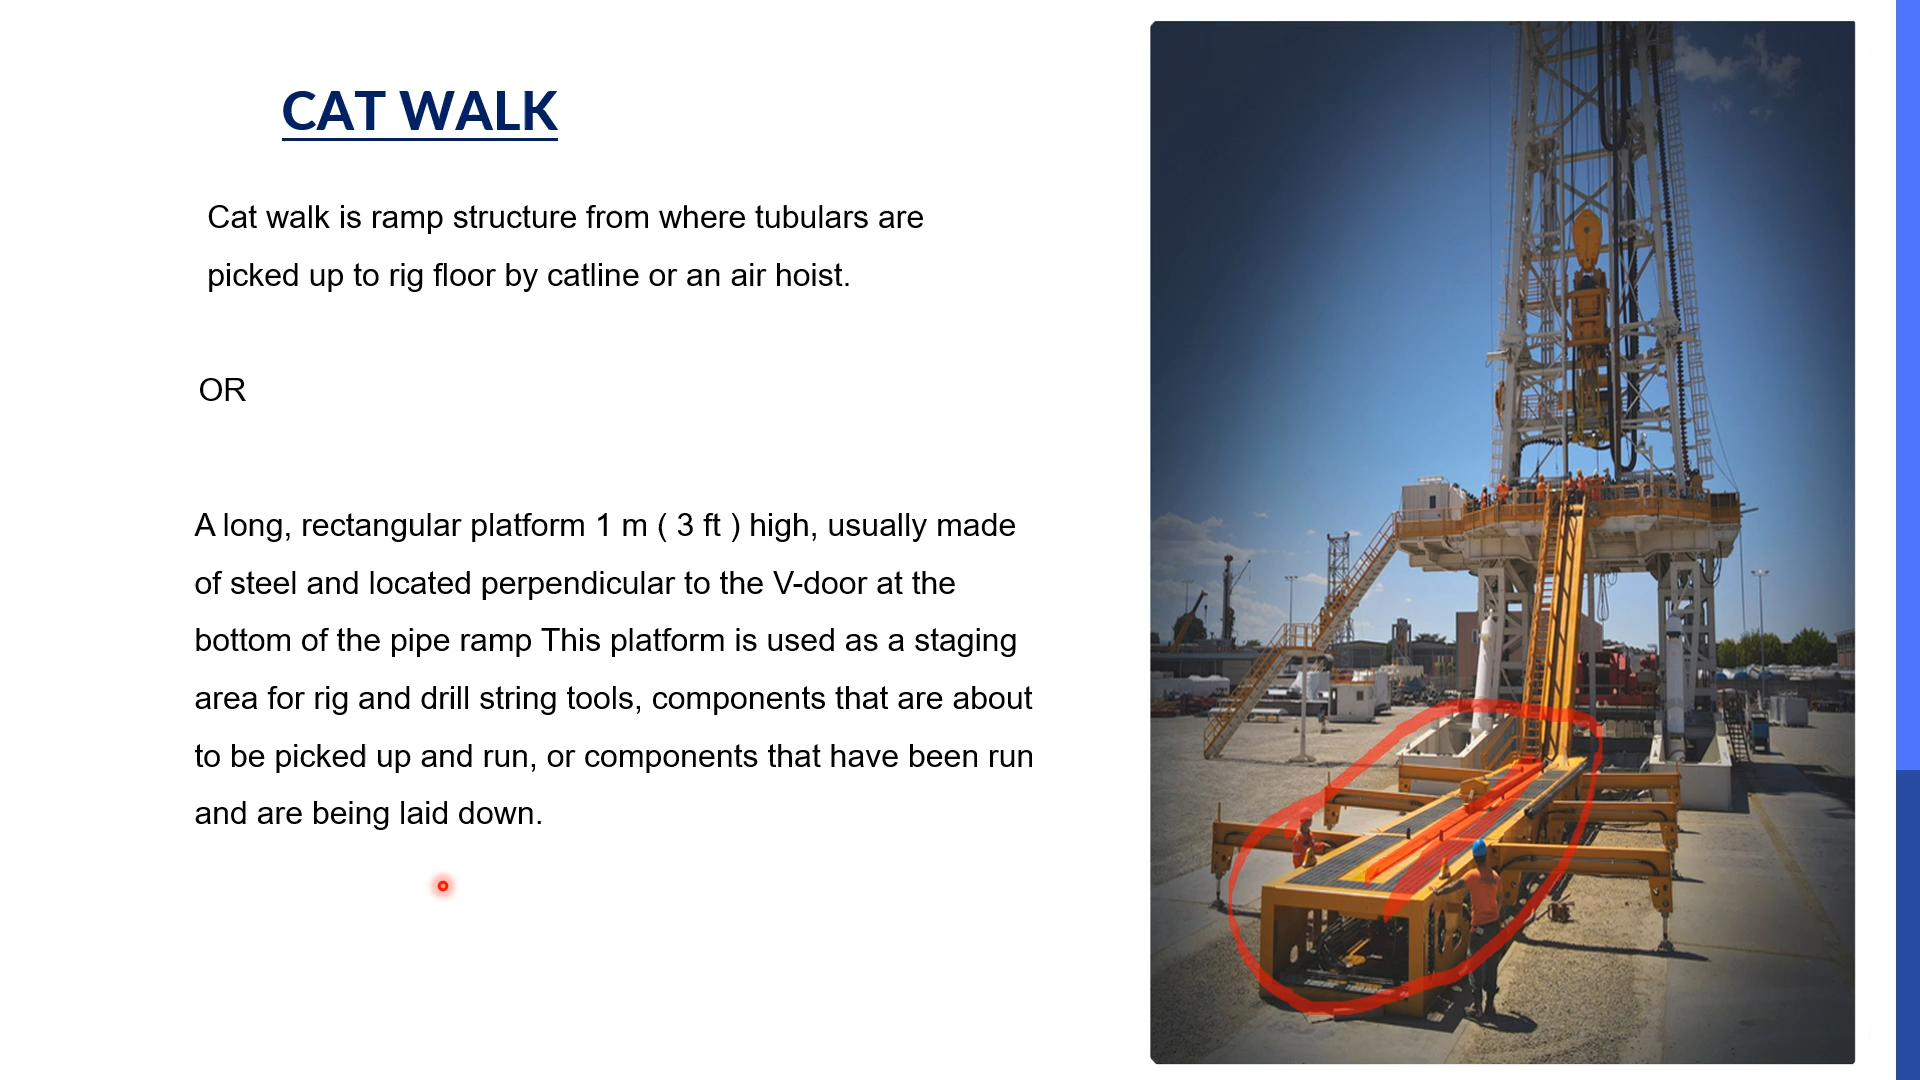 CAT WALK
Cat walk is ramp structure from where tubulars are
picked up to rig floor by catline or an air hoist.
OR
A long, rectangular platform 1 m ( 3 ft ) high, usually made
of steel and located perpendicular to the V-door at the
bottom of the pipe ramp This platform is used as a staging
area for rig and drill string tools, components that are about
to be picked up and run, or components that have been run
and are being laid down.